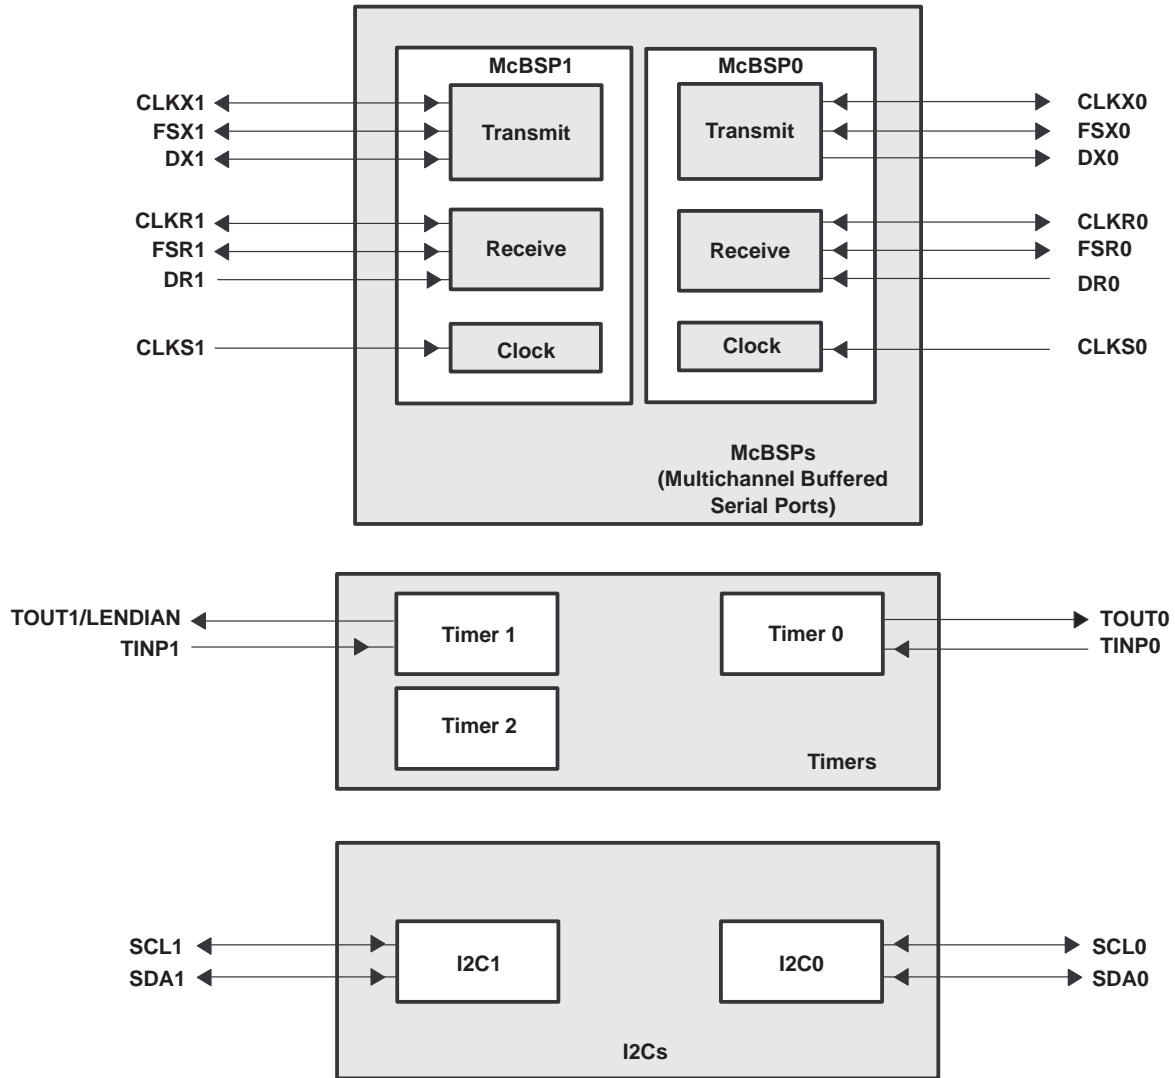 McBSP1
McBSP0
CLKX1
FSX1
DX1
Transmit
Transmit
CLKX0
FSX0
DX0
CLKR1
FSR1
DR1
Receive
Receive
CLKR0
FSR0
DR0
CLKS1
Clock
Clock
CLKS0
McBSPs
(Multichannel Buffered
Serial Ports)
TOUT1/LENDIAN
TINP1
Timer 1
Timer 0
TOUT0
TINP0
Timer 2
Timers
SCL1
SDA1
I2C1
I2C0
SCL0
SDA0
I2Cs